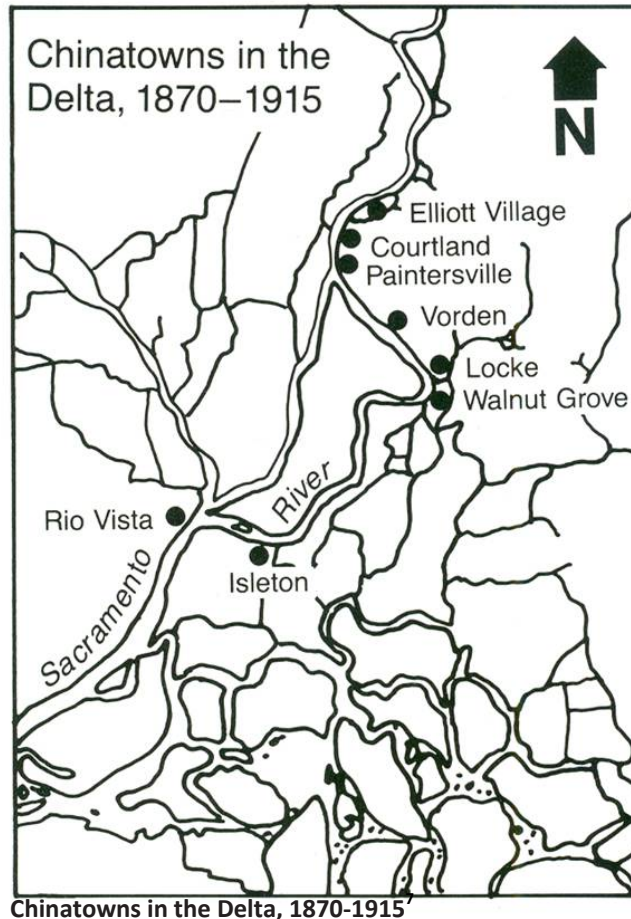 Chinatowns in the
Delta, 1870–1915
N
Elliott Village
Courtland
Paintersville
Vorden
Locke
Walnut Grove
River
Rio Vista
Isleton
Sacramento
Chinatowns in the Delta, 1870-1915⁷